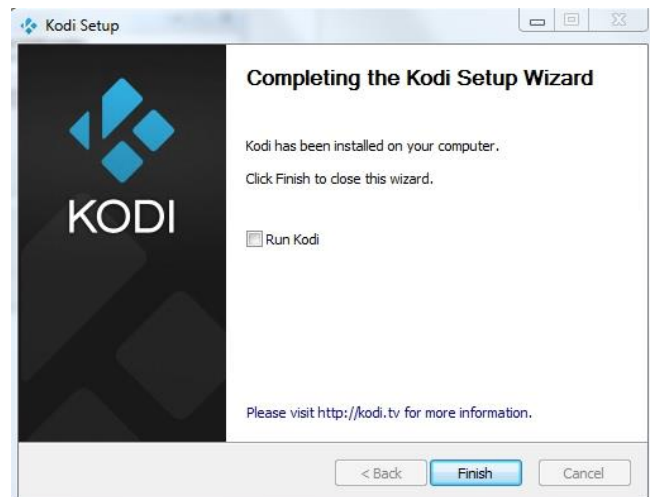 Kodi Setup
Completing the Kodi Setup Wizard
Kodi has been installed on your computer.
Click Finish to close this wizard.
KODI
Run Kodi
Please visit http://kodi.tv for more information.
< Back
Finish
Cancel